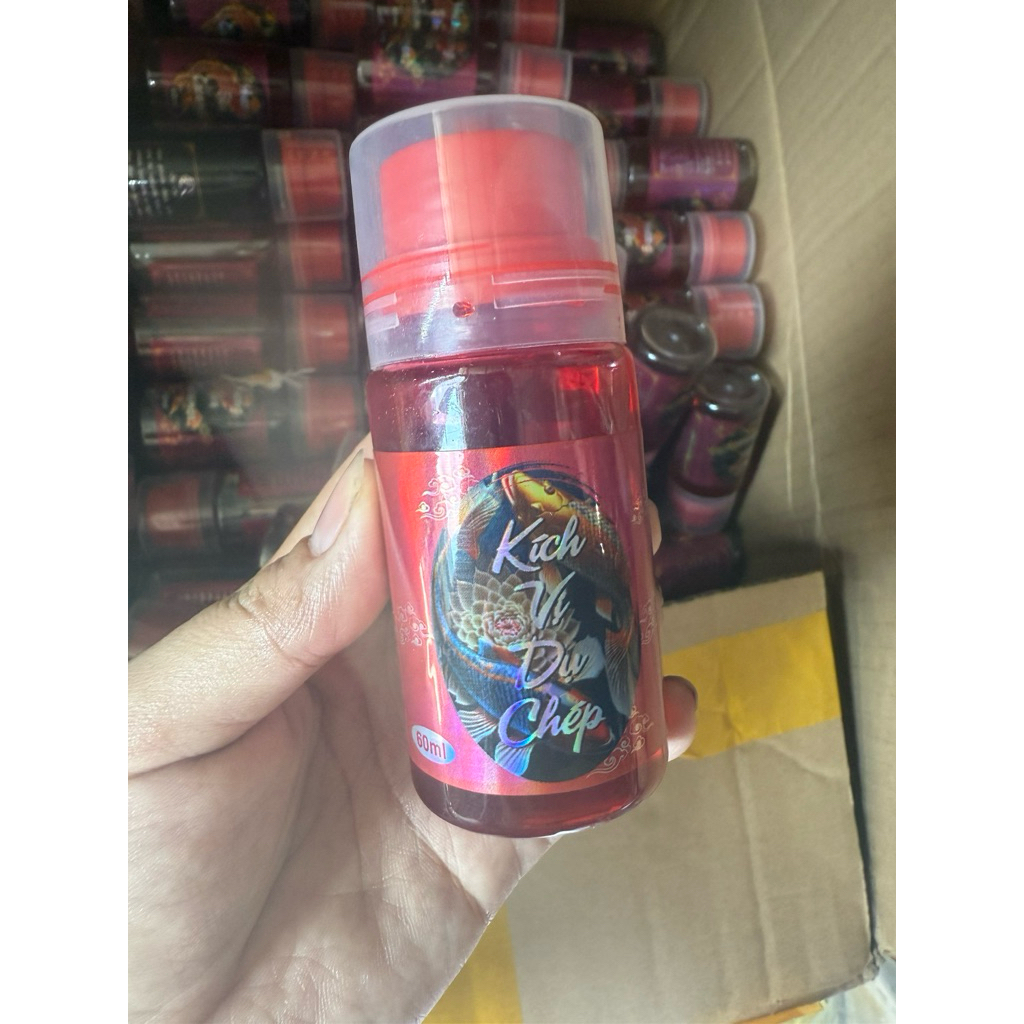 Kích
Vị
Dụ
Chép
60ml